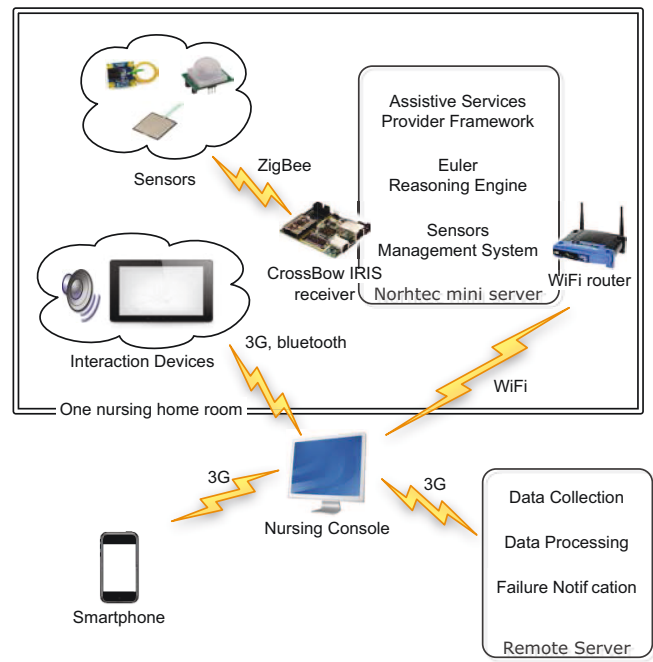 Assistive Services
Provider Framework
ZigBee
Euler
Reasoning Engine
Sensors
Sensors
Management System
CrossBow IRIS
receiver
Norhtec mini server
WiFi router
3G, bluetooth
Interaction Devices
WiFi
One nursing home room
3G
3G
Data Collection
Nursing Console
Data Processing
Failure Notif cation
Smartphone
Remote Server